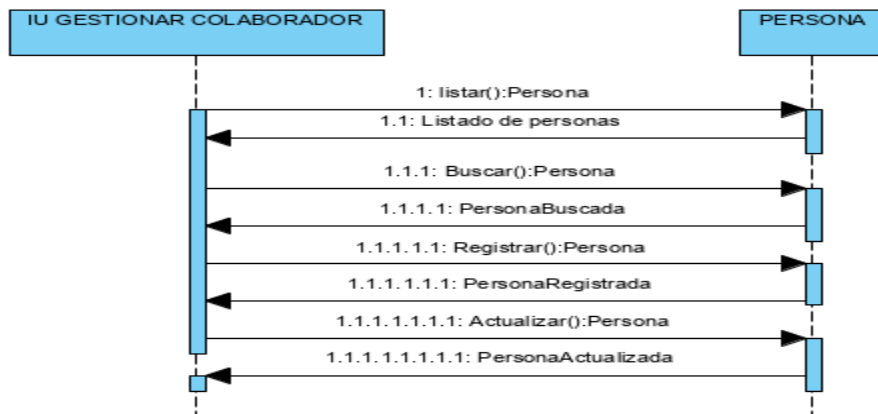 IU GESTIONAR COLABORADOR
PERSONA
1: listar():Persona
1.1: Listado de personas
1.1.1: Buscar():Persona
1.1.1.1: PersonaBuscada
1.1.1.1.1: Registrar():Persona
1.1.1.1.1.1: PersonaRegistrada
1.1.1.1.1.1.1: Actualizar():Persona
1.1.1.1.1.1.1.1: PersonaActualizada